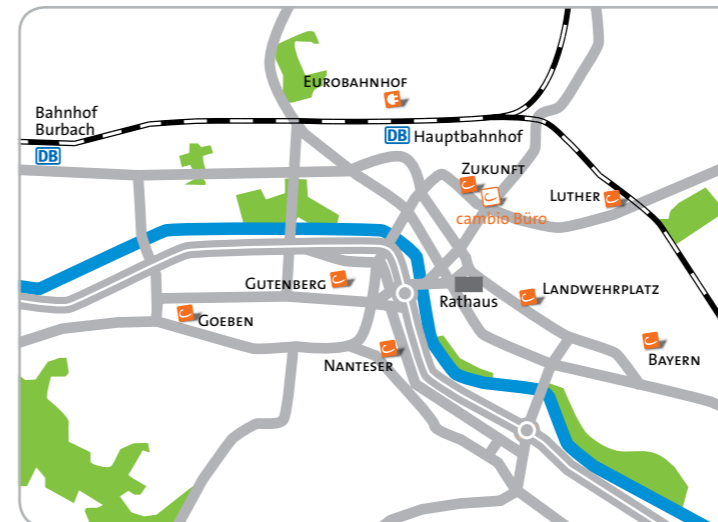 EUROBAHNHOF
Bahnhof
Burbach
DB
DB Hauptbahnhof
ZUKUNFT
LUTHER
cambio Büro
GUTENBERG
LANDWEHRPLATZ
Rathaus
GOEBEN
BAYERN
NANTESER